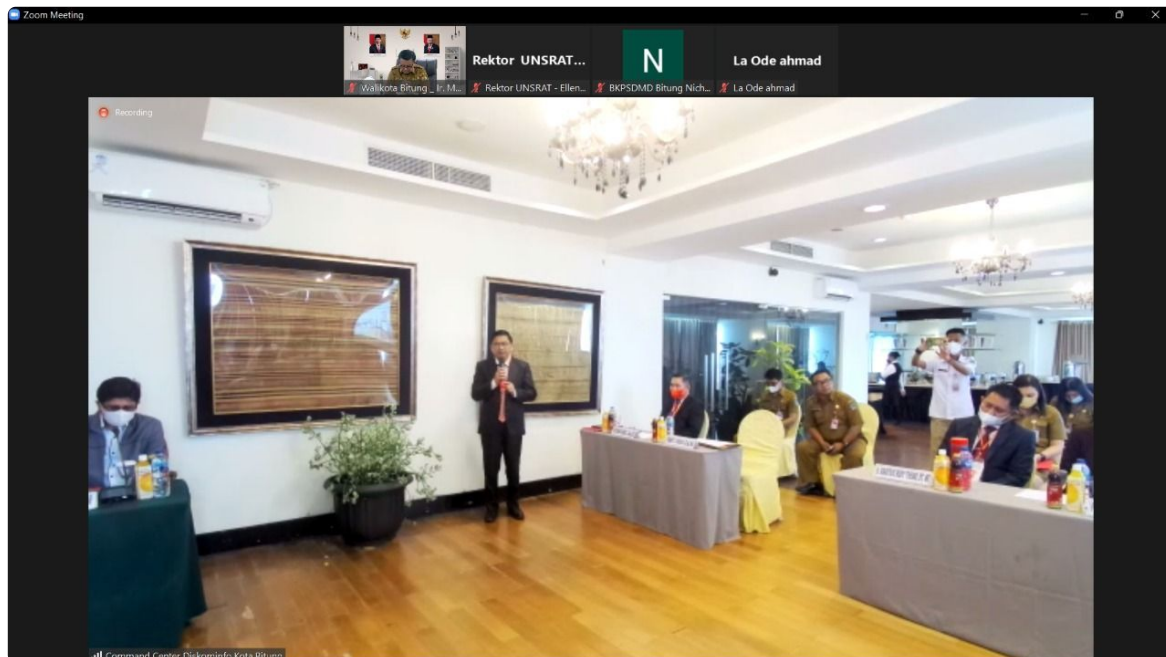 Zoom Meeting
Rektor UNSRAT...
N
La Ode ahmad
Walikota Bitung _ Ir. M...
Rektor UNSRAT - Ellen...
BKPSDMD Bitung Nich...
La Ode ahmad
Recording
Command Center Diskominfo Kota Bitung